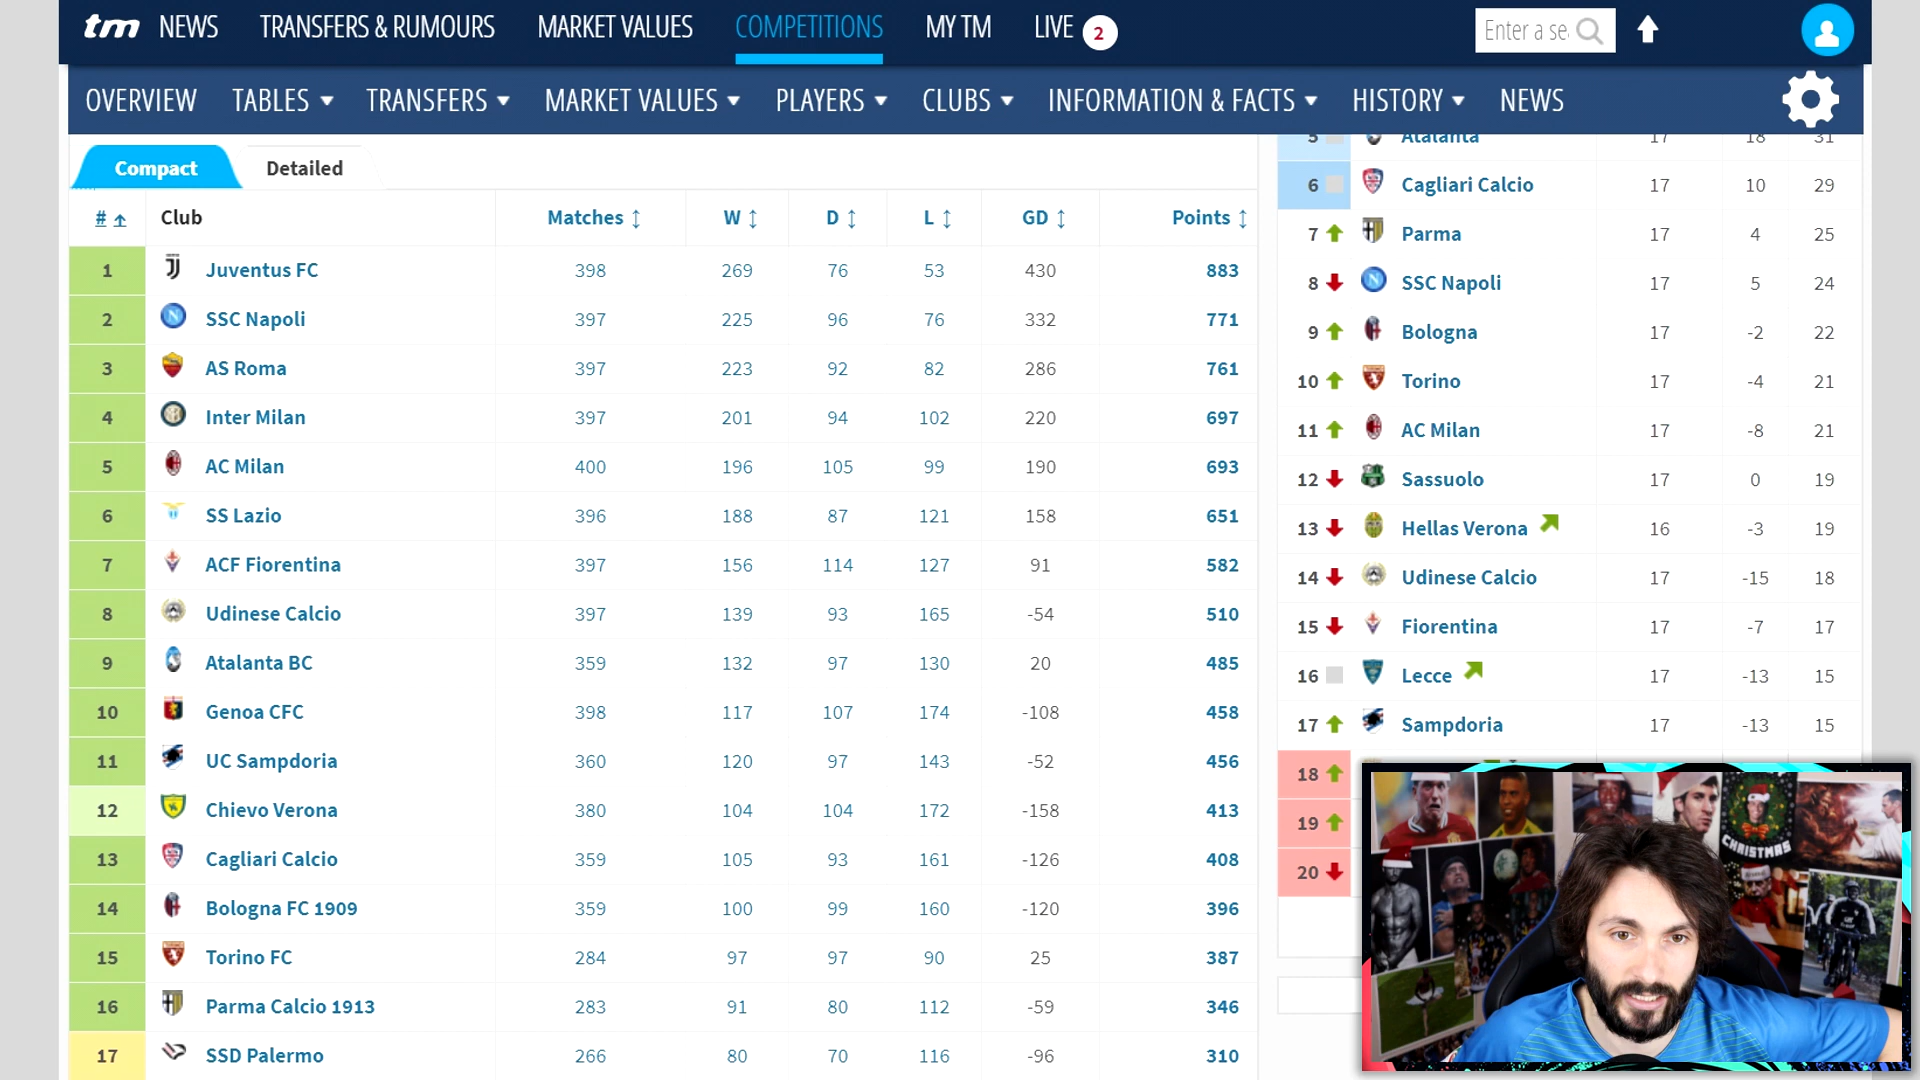 tm NEWS TRANSFERS & RUMOURS MARKET VALUES COMPETITIONS MY TM LIVE 2 Enter a se
OVERVIEW TABLES TRANSFERS MARKET VALUES PLAYERS CLUBS INFORMATION & FACTS HISTORY NEWS
Compact Detailed
# Club Matches W D L GD Points
1 Juventus FC 398 269 76 53 430 883
2 SSC Napoli 397 225 96 76 332 771
3 AS Roma 397 223 92 82 286 761
4 Inter Milan 397 201 94 102 220 697
5 AC Milan 400 196 105 99 190 693
6 SS Lazio 396 188 87 121 158 651
7 ACF Fiorentina 397 156 114 127 91 582
8 Udinese Calcio 397 139 93 165 -54 510
9 Atalanta BC 359 132 97 130 20 485
10 Genoa CFC 398 117 107 174 -108 458
11 UC Sampdoria 360 120 97 143 -52 456
12 Chievo Verona 380 104 104 172 -158 413
13 Cagliari Calcio 359 105 93 161 -126 408
14 Bologna FC 1909 359 100 99 160 -120 396
15 Torino FC 284 97 97 90 25 387
16 Parma Calcio 1913 283 91 80 112 -59 346
17 SSD Palermo 266 80 70 116 -96 310
5 Atalanta 17 18 31
6 Cagliari Calcio 17 10 29
7 Parma 17 4 25
8 SSC Napoli 17 5 24
9 Bologna 17 -2 22
10 Torino 17 -4 21
11 AC Milan 17 -8 21
12 Sassuolo 17 0 19
13 Hellas Verona 16 -3 19
14 Udinese Calcio 17 -15 18
15 Fiorentina 17 -7 17
16 Lecce 17 -13 15
17 Sampdoria 17 -13 15
18
19
20
CHRISTMAS